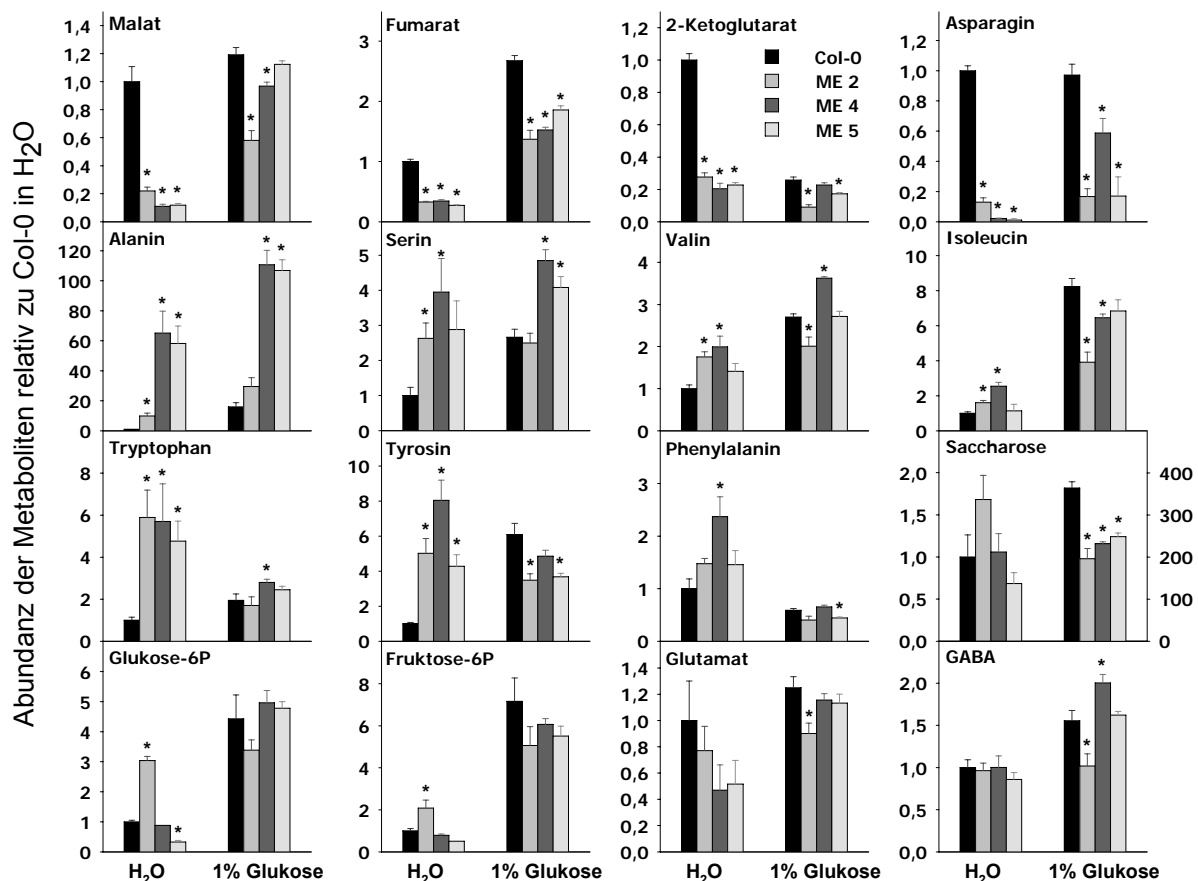 Abundanz der Metaboliten relativ zu Col-0 in H2O
Malat
1,4
1,2
1,0
0,8
0,6
0,4
0,2
0,0
* * * * *
Fumarat
3
2
1
0
* * * * * *
2-Ketoglutarat
1,2
1,0
0,8
0,6
0,4
0,2
0,0
Col-0
ME 2
ME 4
ME 5
* * * * *
Asparagin
1,2
1,0
0,8
0,6
0,4
0,2
0,0
* * * * * *
Alanin
120
100
80
60
40
20
0
* * * * *
Serin
5
4
3
2
1
0
* * * *
Valin
4
3
2
1
0
* * * *
Isoleucin
10
8
6
4
2
0
* * * *
Tryptophan
8
6
4
2
0
* * * *
Tyrosin
10
8
6
4
2
0
* * * * *
Phenylalanin
3
2
1
0
* *
Saccharose
2,0
1,5
1,0
0,5
0,0
400
300
200
100
0
* * *
Glukose-6P
6
5
4
3
2
1
0
* *
H2O 1% Glukose
Fruktose-6P
8
6
4
2
0
*
H2O 1% Glukose
Glutamat
1,4
1,2
1,0
0,8
0,6
0,4
0,2
0,0
*
H2O 1% Glukose
GABA
2,0
1,5
1,0
0,5
0,0
* *
H2O 1% Glukose